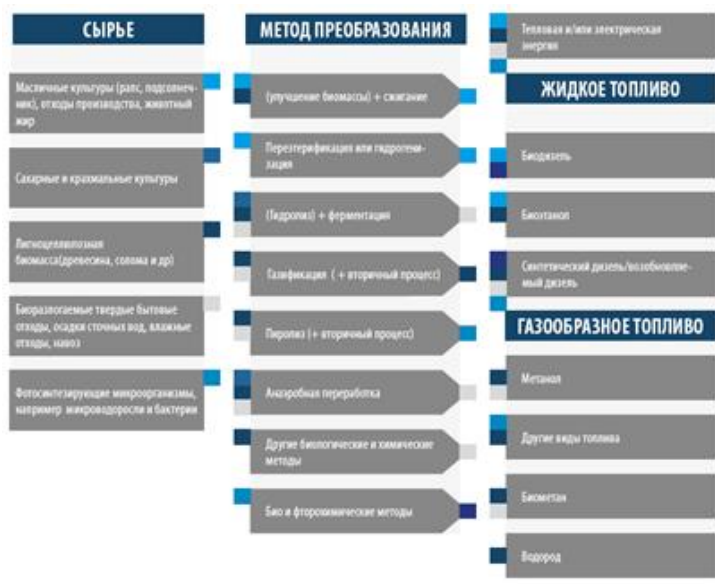 СЫРЬЕ
Масличные культуры (рапс, подсолнеч-
ник), отходы производства, животный
жир
Сахарные и крахмальные культуры
Лигноцеллюлозная
биомасса(древесина, солома и др)
Биоразлогаемые твердые бытовые
отходы, осадки сточных вод, влажные
отходы, навоз
Фотосинтезирующие микроорганизмы,
например микроводоросли и бактерии
МЕТОД ПРЕОБРАЗОВАНИЯ
(улучшение биомассы) + сжигание
Переэтерификация или гидрогени-
зация
(Гидролиз) + ферментация
Газификация ( + вторичный процесс)
Пиролиз (+ вторичный процесс)
Анаэробная переработка
Другие биологические и химические
методы
Био и фторохимические методы
Тепловая и/или электрическая
энергия
ЖИДКОЕ ТОПЛИВО
Биодизель
Биоэтанол
Синтетический дизель/возобновляе-
мый дизель
ГАЗООБРАЗНОЕ ТОПЛИВО
Метанол
Другие виды топлива
Биометан
Водород